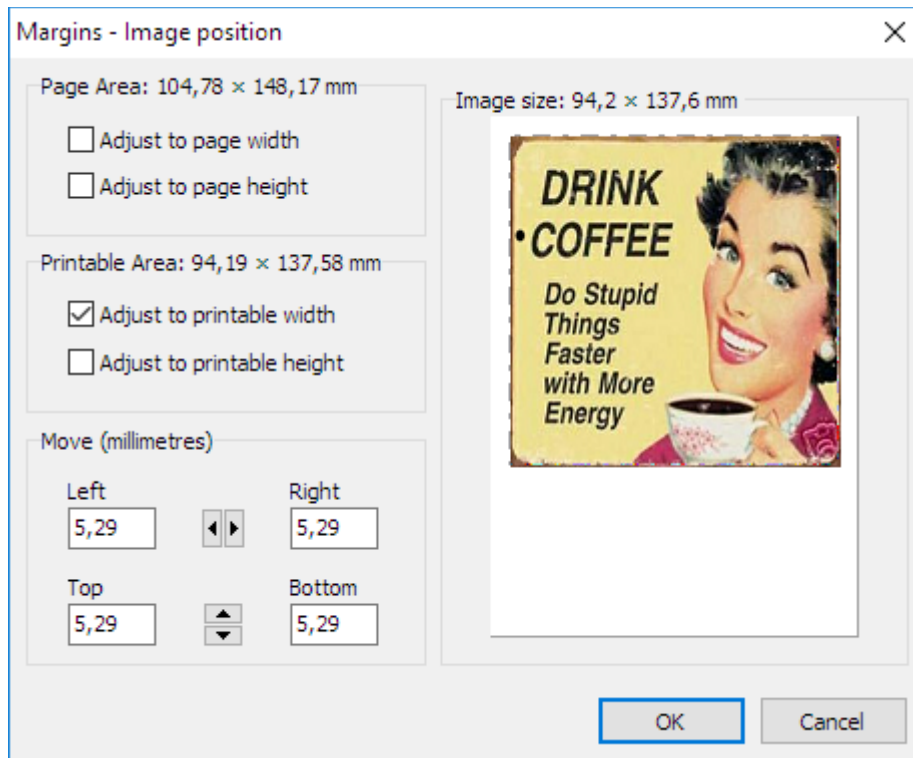 Margins - Image position
Page Area: 104,78 × 148,17 mm
Adjust to page width
Adjust to page height
Printable Area: 94,19 × 137,58 mm
Adjust to printable width
Adjust to printable height
Move (millimetres)
Left
Right
5,29
5,29
Top
Bottom
5,29
5,29
Image size: 94,2 × 137,6 mm
DRINK
COFFEE
Do Stupid
Things
Faster
with More
Energy
OK
Cancel